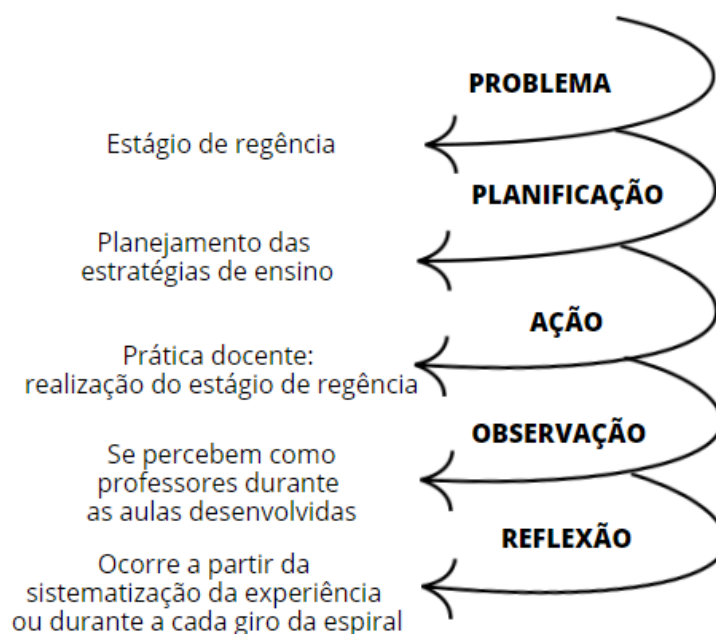 PROBLEMA
Estágio de regência
PLANIFICAÇÃO
Planejamento das
estratégias de ensino
AÇÃO
Prática docente:
realização do estágio de regência
OBSERVAÇÃO
Se percebem como
professores durante
as aulas desenvolvidas
REFLEXÃO
Ocorre a partir da
sistematização da experiência
ou durante a cada giro da espiral